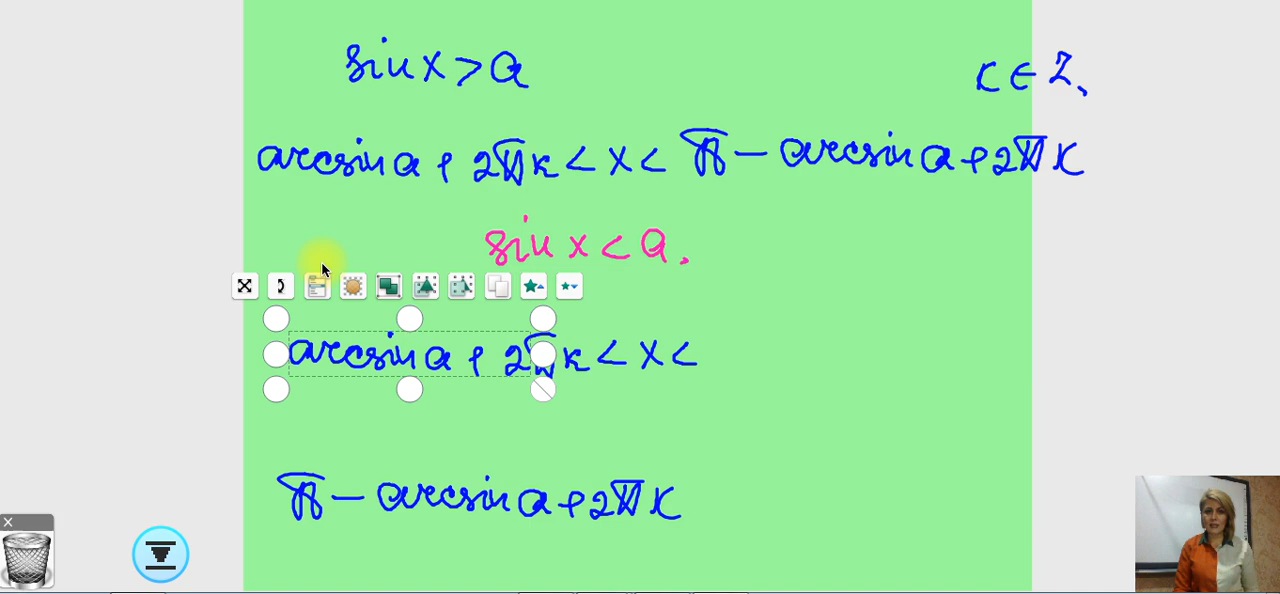 sin x > a
k ∈ Z,
arcsin a + 2πk < x < π - arcsin a + 2πk
sin x < a.
arcsin a + 2πk < x <
π - arcsin a + 2πk